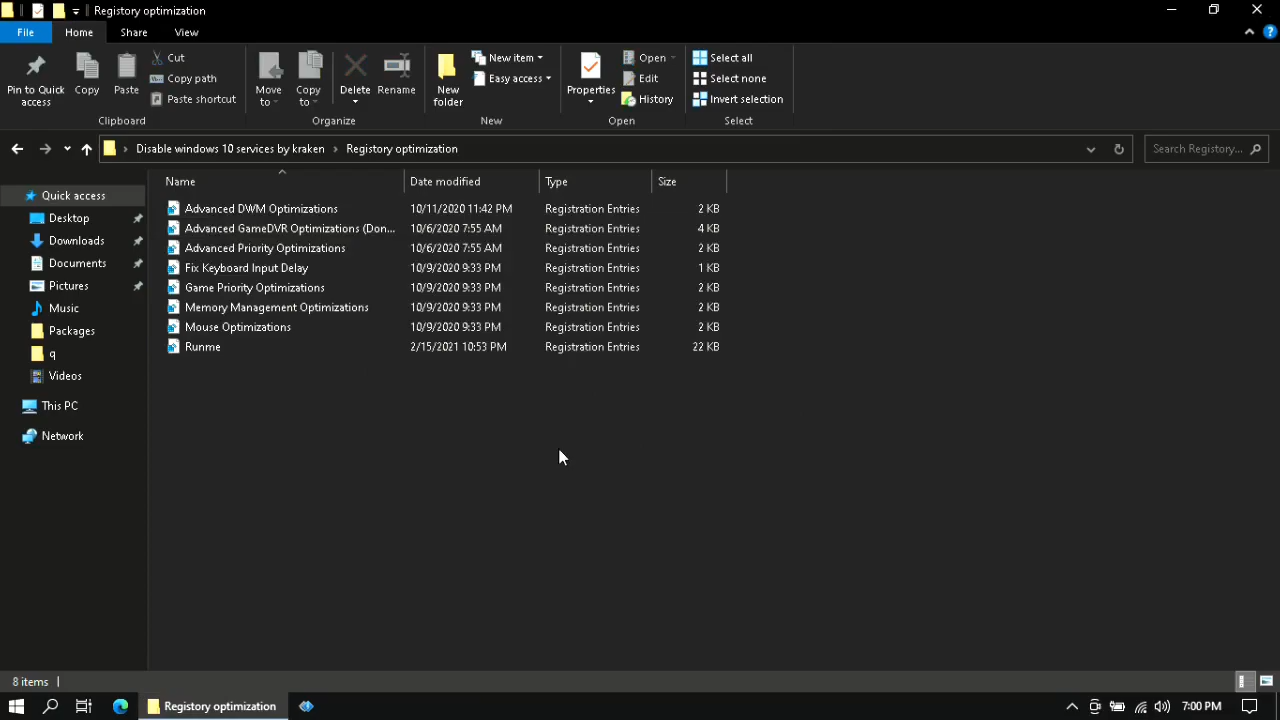 Registory optimization
File Home Share View
Pin to Quick access
Copy
Paste
Cut
Copy path
Paste shortcut
Clipboard
Move to
Copy to
Delete
Rename
Organize
New folder
New item
Easy access
New
Properties
Open
Edit
History
Open
Select all
Select none
Invert selection
Select
Disable windows 10 services by kraken › Registory optimization
Search Registory...
Name Date modified Type Size
Advanced DWM Optimizations 10/11/2020 11:42 PM Registration Entries 2 KB
Advanced GameDVR Optimizations (Don... 10/6/2020 7:55 AM Registration Entries 4 KB
Advanced Priority Optimizations 10/6/2020 7:55 AM Registration Entries 2 KB
Fix Keyboard Input Delay 10/9/2020 9:33 PM Registration Entries 1 KB
Game Priority Optimizations 10/9/2020 9:33 PM Registration Entries 2 KB
Memory Management Optimizations 10/9/2020 9:33 PM Registration Entries 2 KB
Mouse Optimizations 10/9/2020 9:33 PM Registration Entries 2 KB
Runme 2/15/2021 10:53 PM Registration Entries 22 KB
Quick access
Desktop
Downloads
Documents
Pictures
Music
Packages
q
Videos
This PC
Network
8 items
Registory optimization
7:00 PM